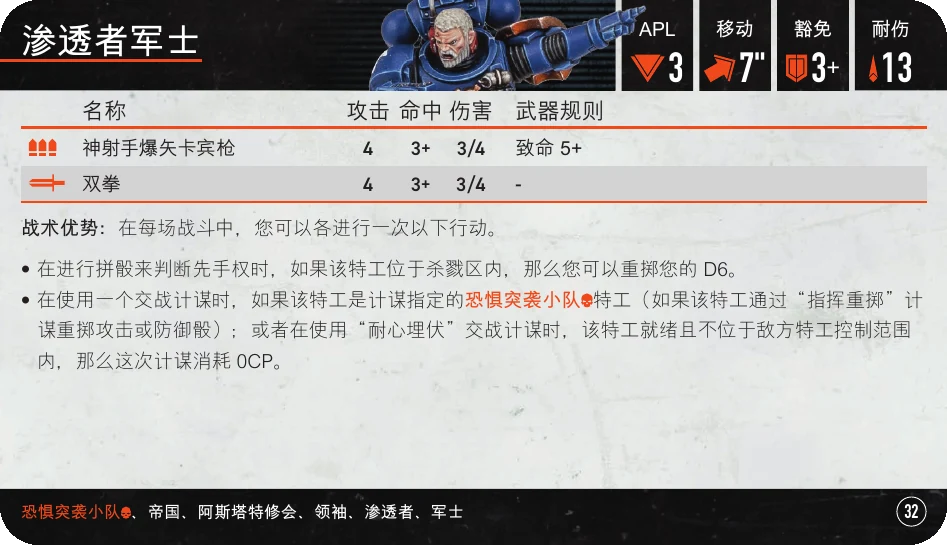 渗透者军士
APL 移动 豁免 耐伤
3 7" 3+ 13
名称 攻击 命中 伤害 武器规则
神射手爆矢卡宾枪 4 3+ 3/4 致命 5+
双拳 4 3+ 3/4 -
战术优势：在每场战斗中，您可以各进行一次以下行动。
• 在进行拼骰来判断先手权时，如果该特工位于杀戮区内，那么您可以重掷您的 D6。
• 在使用一个交战计谋时，如果该特工是计谋指定的恐惧突袭小队特工（如果该特工通过“指挥重掷”计
谋重掷攻击或防御骰）；或者在使用“耐心埋伏”交战计谋时，该特工就绪且不位于敌方特工控制范围
内，那么这次计谋消耗 0CP。
恐惧突袭小队、帝国、阿斯塔特修会、领袖、渗透者、军士
32